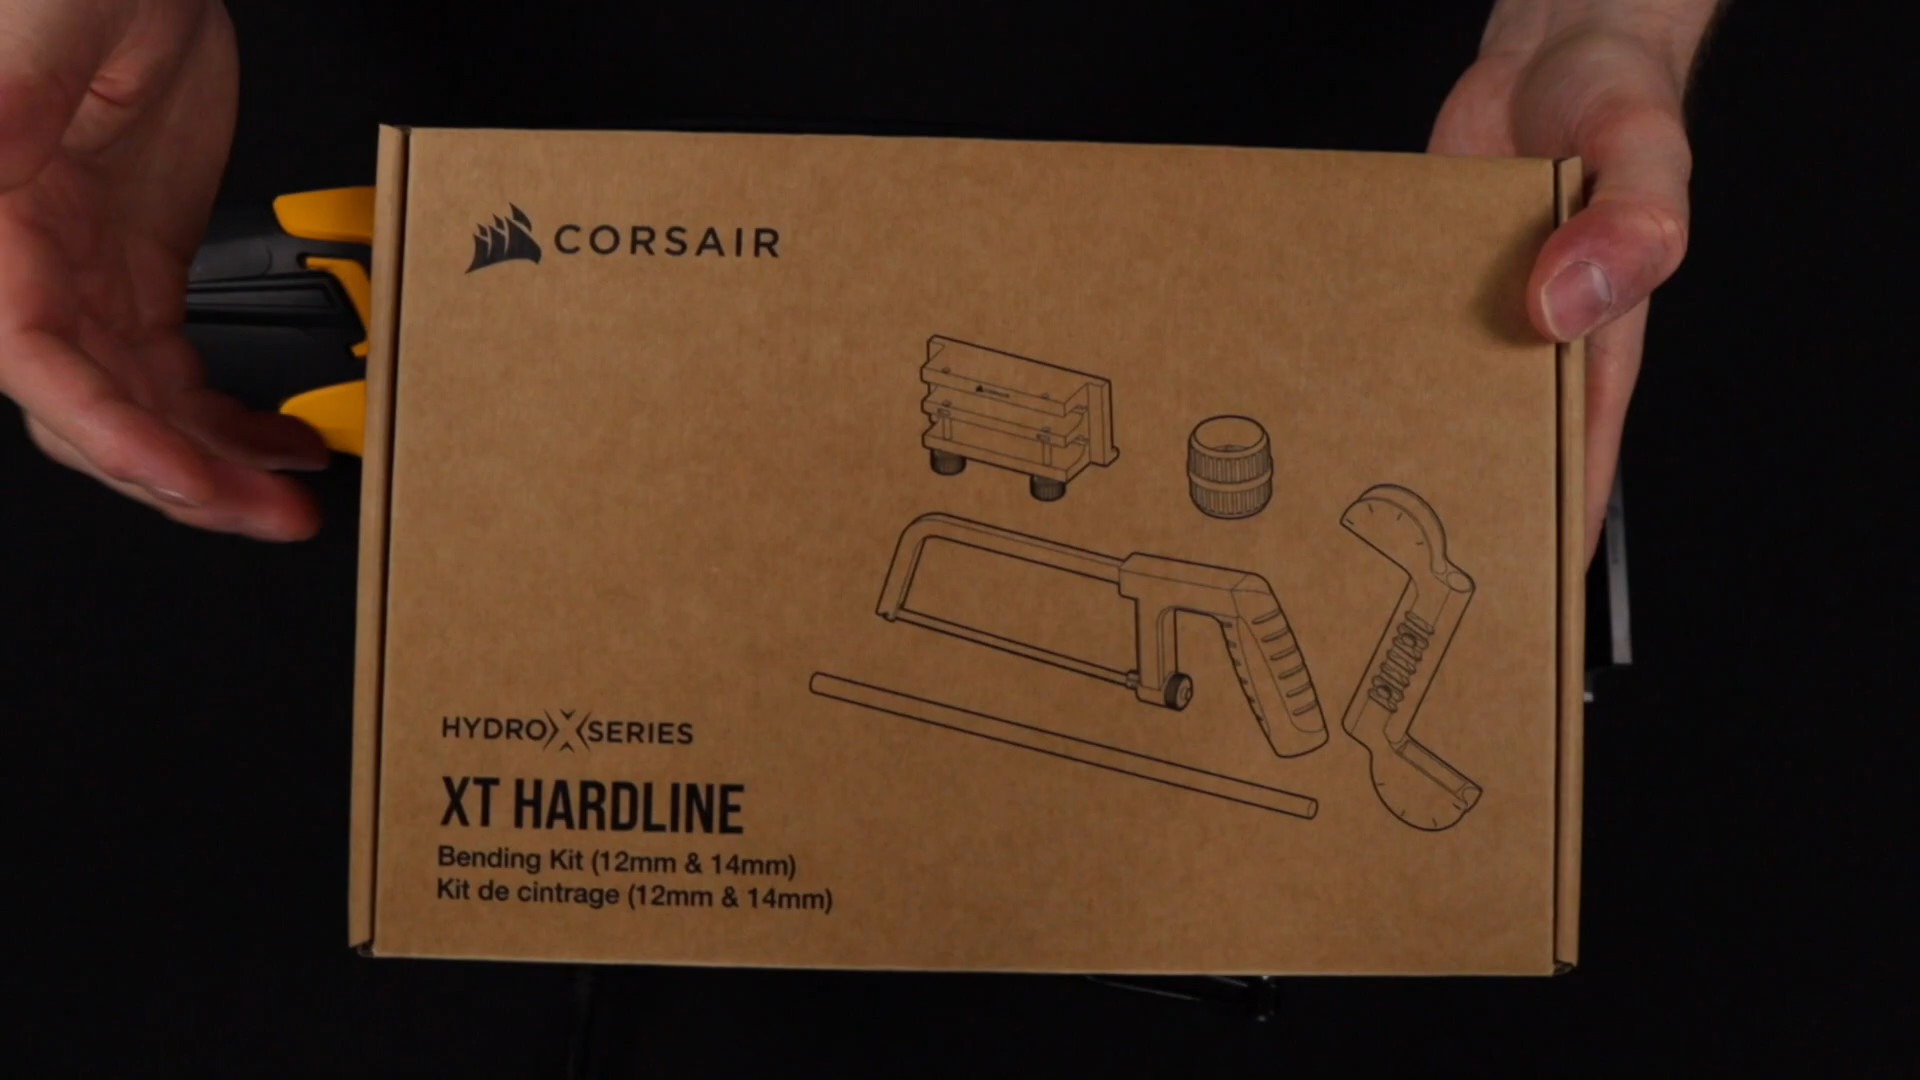 CORSAIR
HYDRO X SERIES
XT HARDLINE
Bending Kit (12mm & 14mm)
Kit de cintrage (12mm & 14mm)